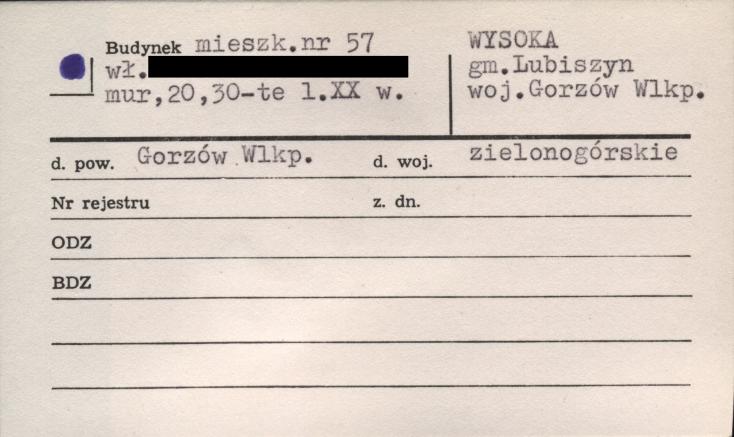 Budynek mieszk.nr 57
wł.
mur,20,30-te l.XX w.
WYSOKA
gm.Lubiszyn
woj.Gorzów Wlkp.
d. pow. Gorzów Wlkp. d. woj. zielonogórskie
Nr rejestru z. dn.
ODZ
BDZ